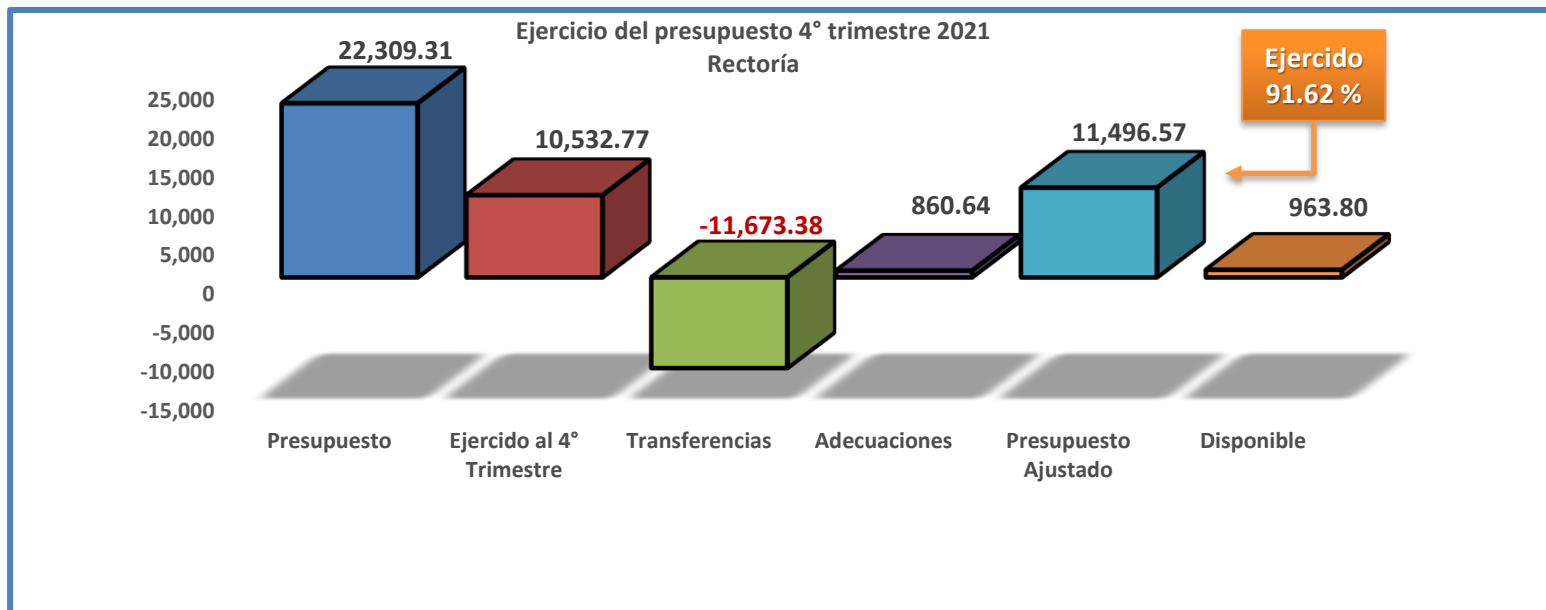 Ejercicio del presupuesto 4° trimestre 2021
Rectoría
Ejercido
91.62 %
22,309.31
10,532.77
-11,673.38
860.64
11,496.57
963.80
25,000
20,000
15,000
10,000
5,000
0
-5,000
-10,000
-15,000
Presupuesto
Ejercido al 4°
Trimestre
Transferencias
Adecuaciones
Presupuesto
Ajustado
Disponible